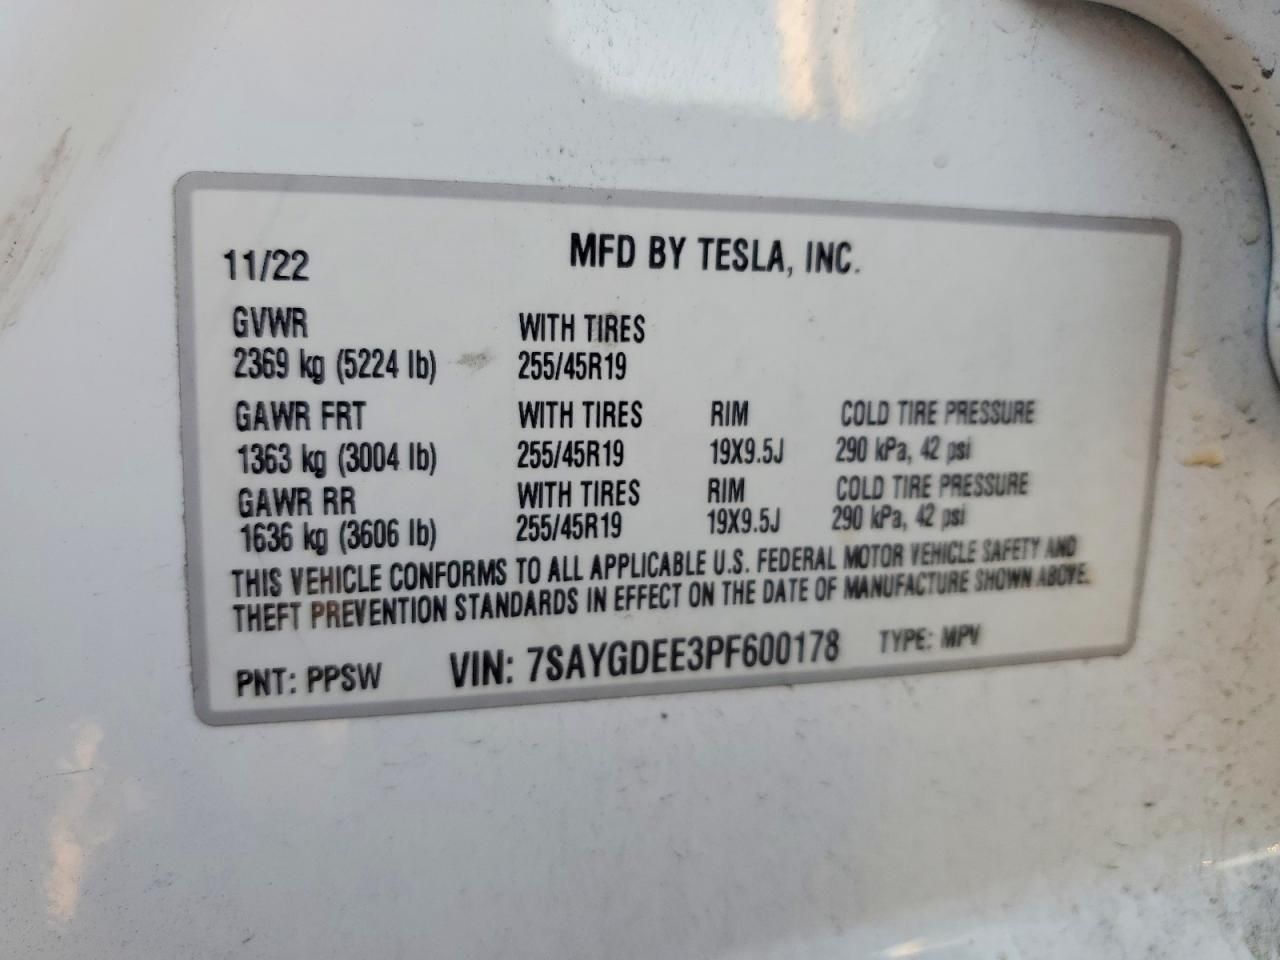 MFD BY TESLA, INC.
11/22
GVWR WITH TIRES
2369 kg (5224 lb) 255/45R19
GAWR FRT WITH TIRES RIM COLD TIRE PRESSURE
1363 kg (3004 lb) 255/45R19 19X9.5J 290 kPa, 42 psi
GAWR RR WITH TIRES RIM COLD TIRE PRESSURE
1636 kg (3606 lb) 255/45R19 19X9.5J 290 kPa, 42 psi
THIS VEHICLE CONFORMS TO ALL APPLICABLE U.S. FEDERAL MOTOR VEHICLE SAFETY AND
THEFT PREVENTION STANDARDS IN EFFECT ON THE DATE OF MANUFACTURE SHOWN ABOVE.
PNT: PPSW VIN: 7SAYGDEE3PF600178 TYPE: MPV